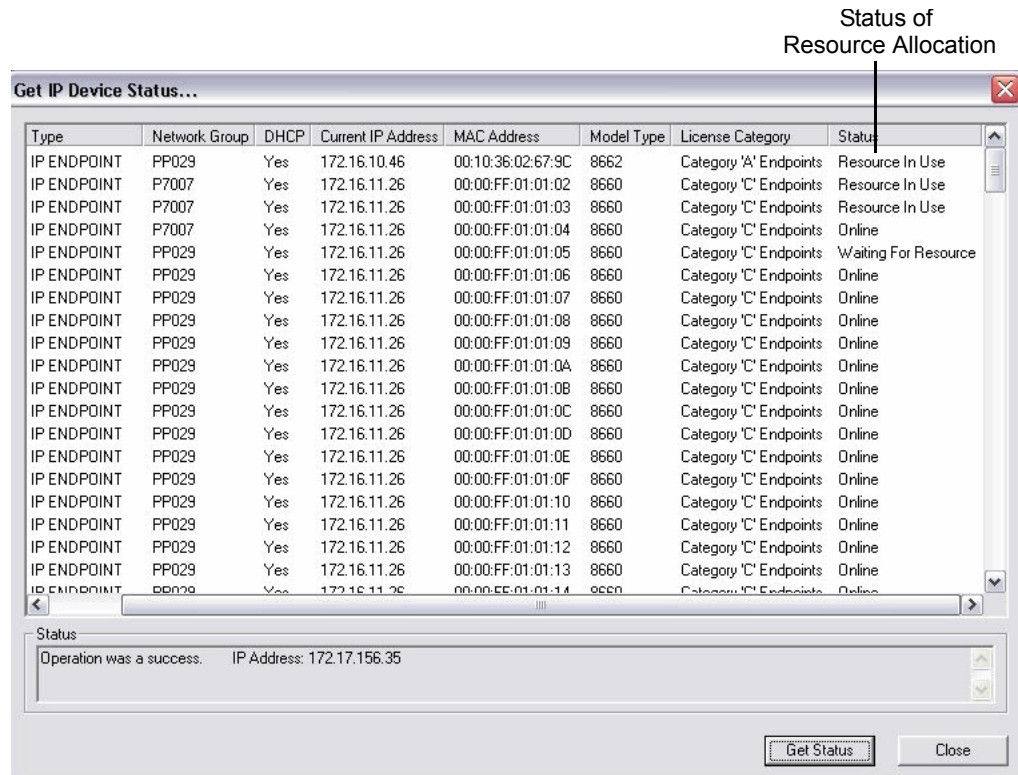 Status of
Resource Allocation
Get IP Device Status...
Type Network Group DHCP Current IP Address MAC Address Model Type License Category Status
IP ENDPOINT PP029 Yes 172.16.10.46 00:10:36:02:67:9C 8662 Category 'A' Endpoints Resource In Use
IP ENDPOINT P7007 Yes 172.16.11.26 00:00:FF:01:01:02 8660 Category 'C' Endpoints Resource In Use
IP ENDPOINT P7007 Yes 172.16.11.26 00:00:FF:01:01:03 8660 Category 'C' Endpoints Resource In Use
IP ENDPOINT P7007 Yes 172.16.11.26 00:00:FF:01:01:04 8660 Category 'C' Endpoints Online
IP ENDPOINT PP029 Yes 172.16.11.26 00:00:FF:01:01:05 8660 Category 'C' Endpoints Waiting For Resource
IP ENDPOINT PP029 Yes 172.16.11.26 00:00:FF:01:01:06 8660 Category 'C' Endpoints Online
IP ENDPOINT PP029 Yes 172.16.11.26 00:00:FF:01:01:07 8660 Category 'C' Endpoints Online
IP ENDPOINT PP029 Yes 172.16.11.26 00:00:FF:01:01:08 8660 Category 'C' Endpoints Online
IP ENDPOINT PP029 Yes 172.16.11.26 00:00:FF:01:01:09 8660 Category 'C' Endpoints Online
IP ENDPOINT PP029 Yes 172.16.11.26 00:00:FF:01:01:0A 8660 Category 'C' Endpoints Online
IP ENDPOINT PP029 Yes 172.16.11.26 00:00:FF:01:01:0B 8660 Category 'C' Endpoints Online
IP ENDPOINT PP029 Yes 172.16.11.26 00:00:FF:01:01:0C 8660 Category 'C' Endpoints Online
IP ENDPOINT PP029 Yes 172.16.11.26 00:00:FF:01:01:0D 8660 Category 'C' Endpoints Online
IP ENDPOINT PP029 Yes 172.16.11.26 00:00:FF:01:01:0E 8660 Category 'C' Endpoints Online
IP ENDPOINT PP029 Yes 172.16.11.26 00:00:FF:01:01:0F 8660 Category 'C' Endpoints Online
IP ENDPOINT PP029 Yes 172.16.11.26 00:00:FF:01:01:10 8660 Category 'C' Endpoints Online
IP ENDPOINT PP029 Yes 172.16.11.26 00:00:FF:01:01:11 8660 Category 'C' Endpoints Online
IP ENDPOINT PP029 Yes 172.16.11.26 00:00:FF:01:01:12 8660 Category 'C' Endpoints Online
IP ENDPOINT PP029 Yes 172.16.11.26 00:00:FF:01:01:13 8660 Category 'C' Endpoints Online
IP ENDPOINT PP029 Yes 172.16.11.26 00:00:FF:01:01:14 8660 Category 'C' Endpoints Online
Status
Operation was a success. IP Address: 172.17.156.35
Get Status Close